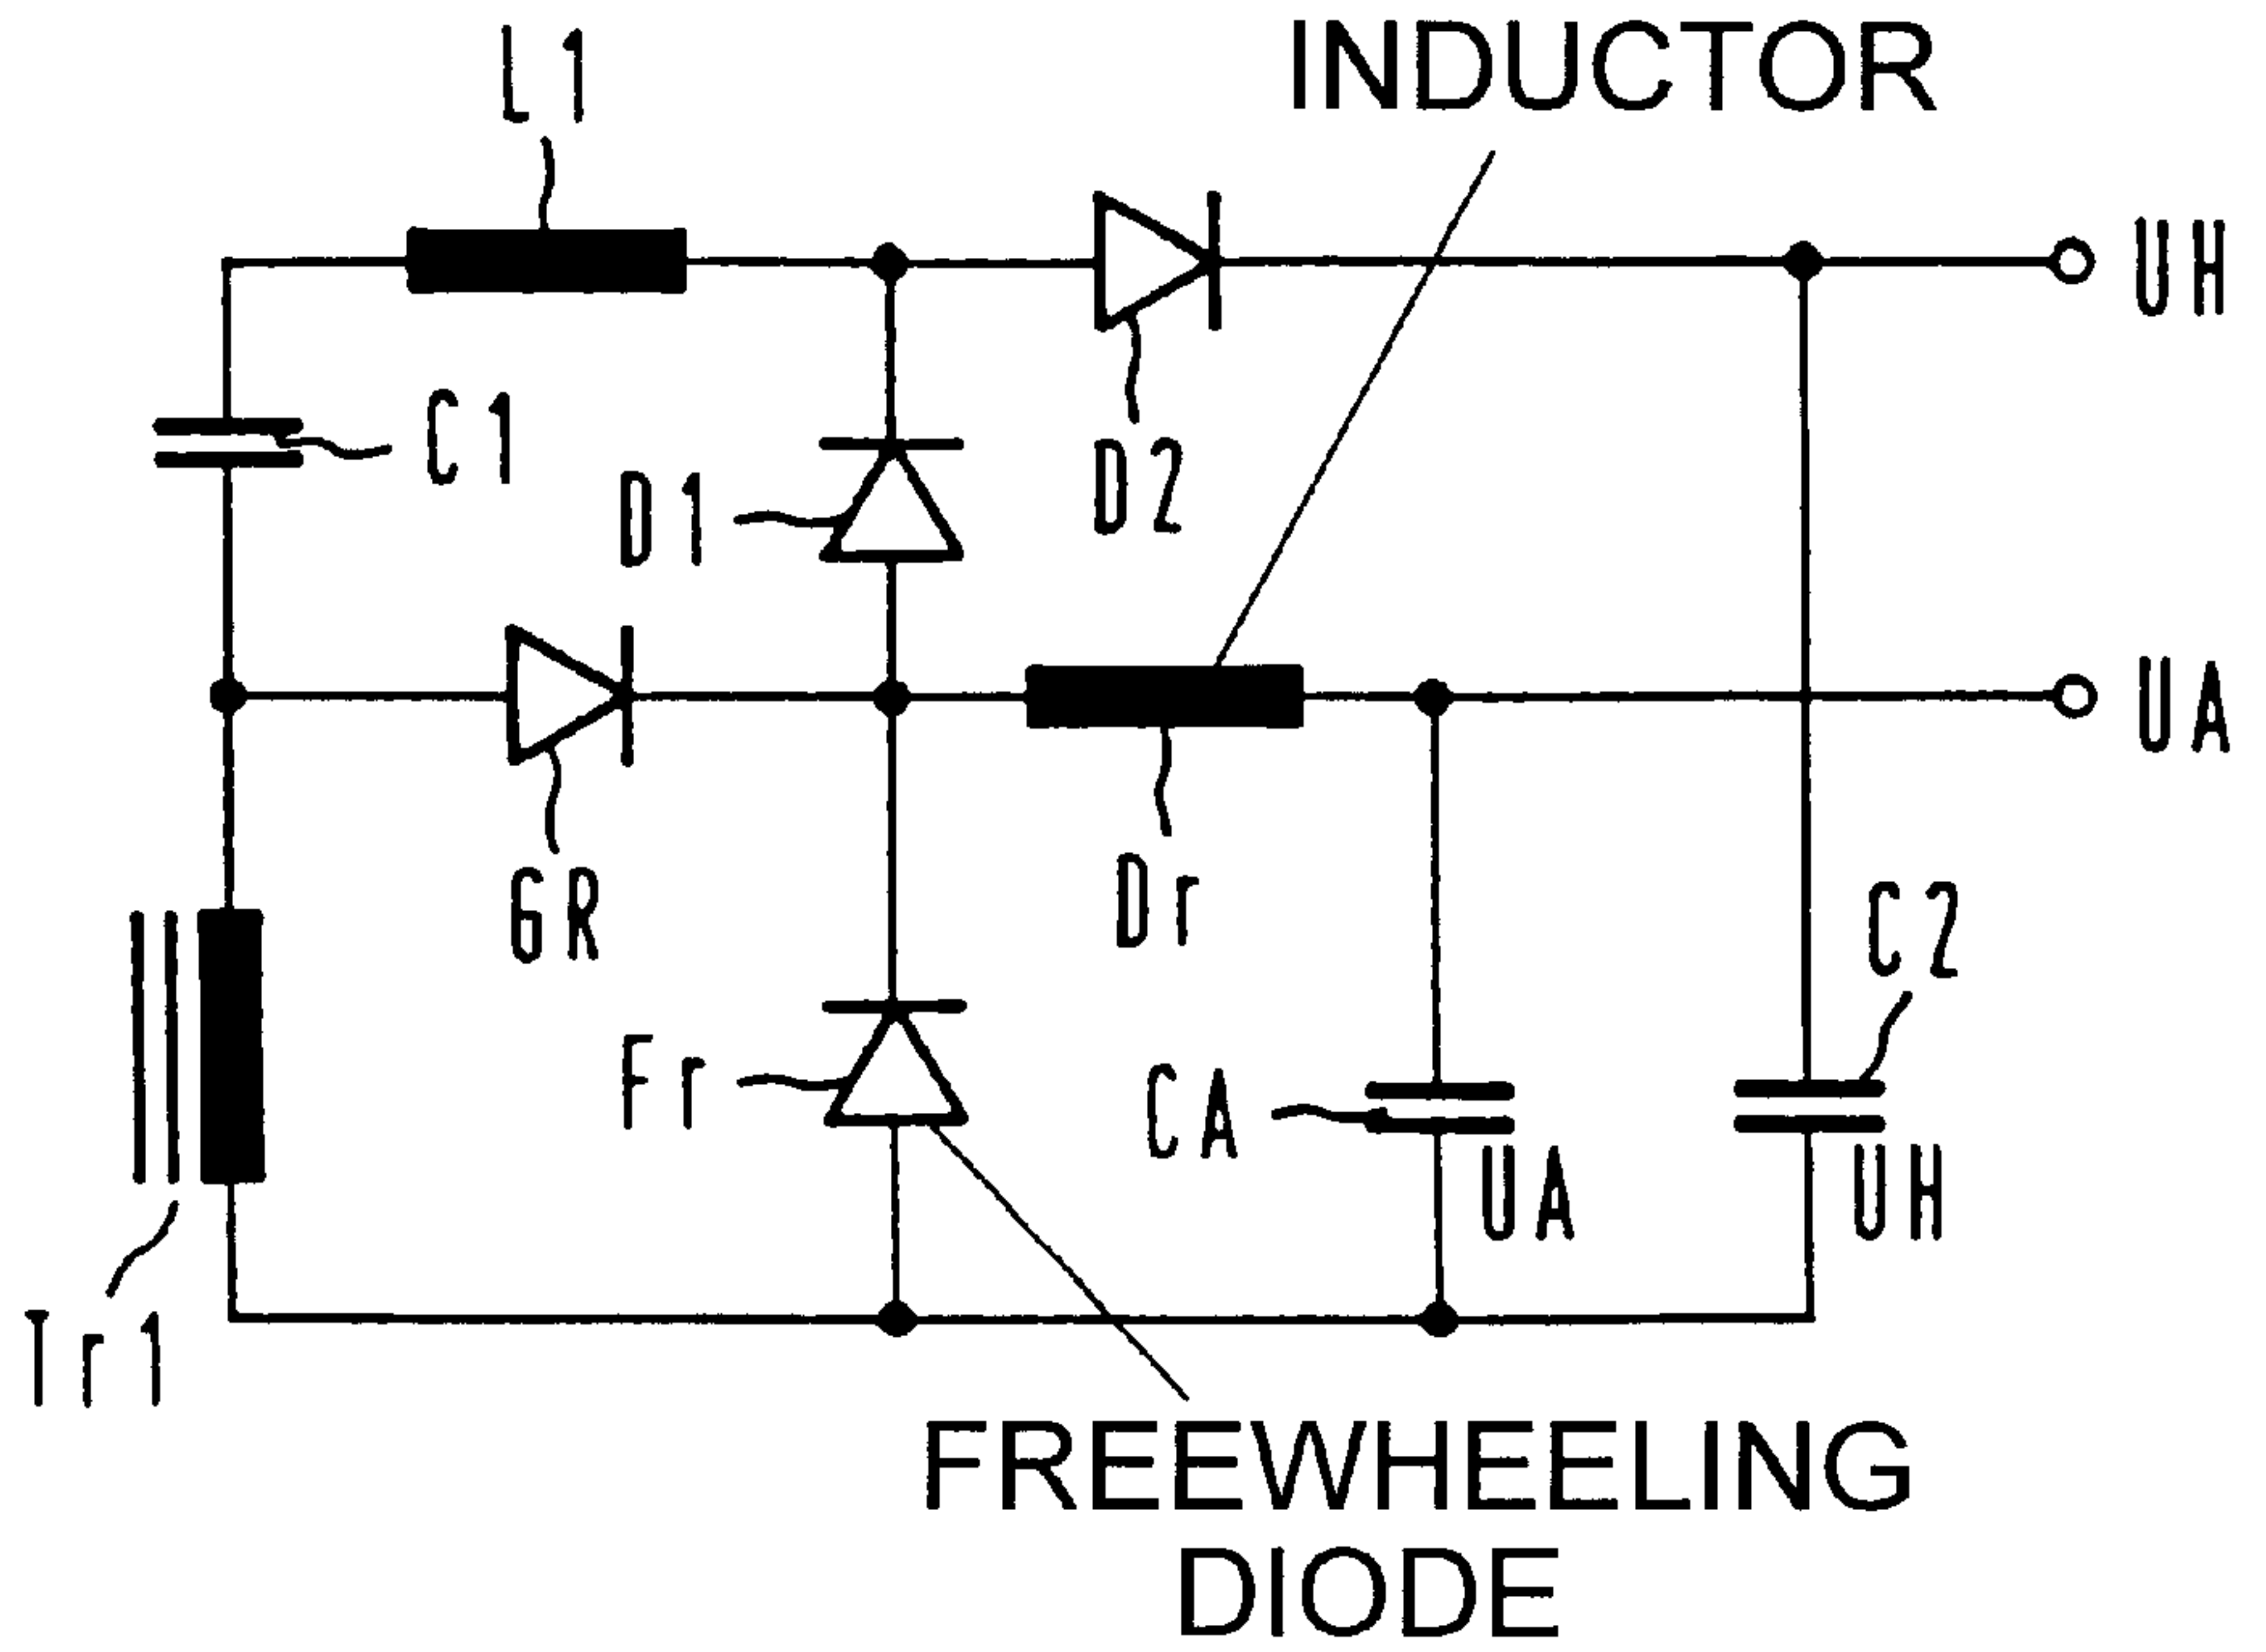 L1
INDUCTOR
UH
C1
D1
D2
UA
GR
Dr
C2
Fr
CA
UA
UH
Tr1
FREEWHEELING
DIODE